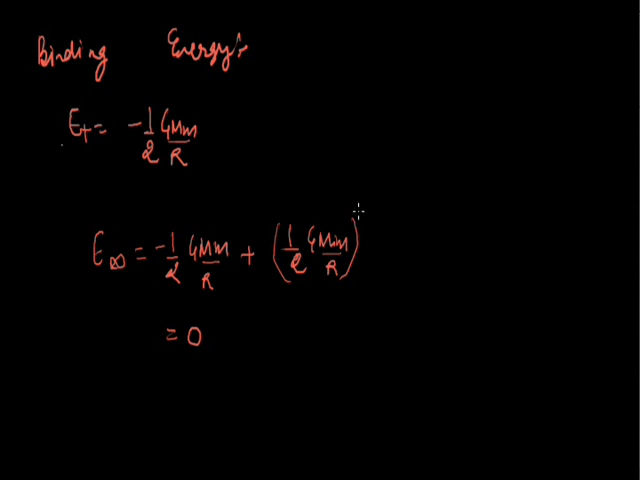 Binding Energy:
E_T = -1/2 GMm/R
E_∞ = -1/2 GMm/R + (1/2 GMm/R)
= 0